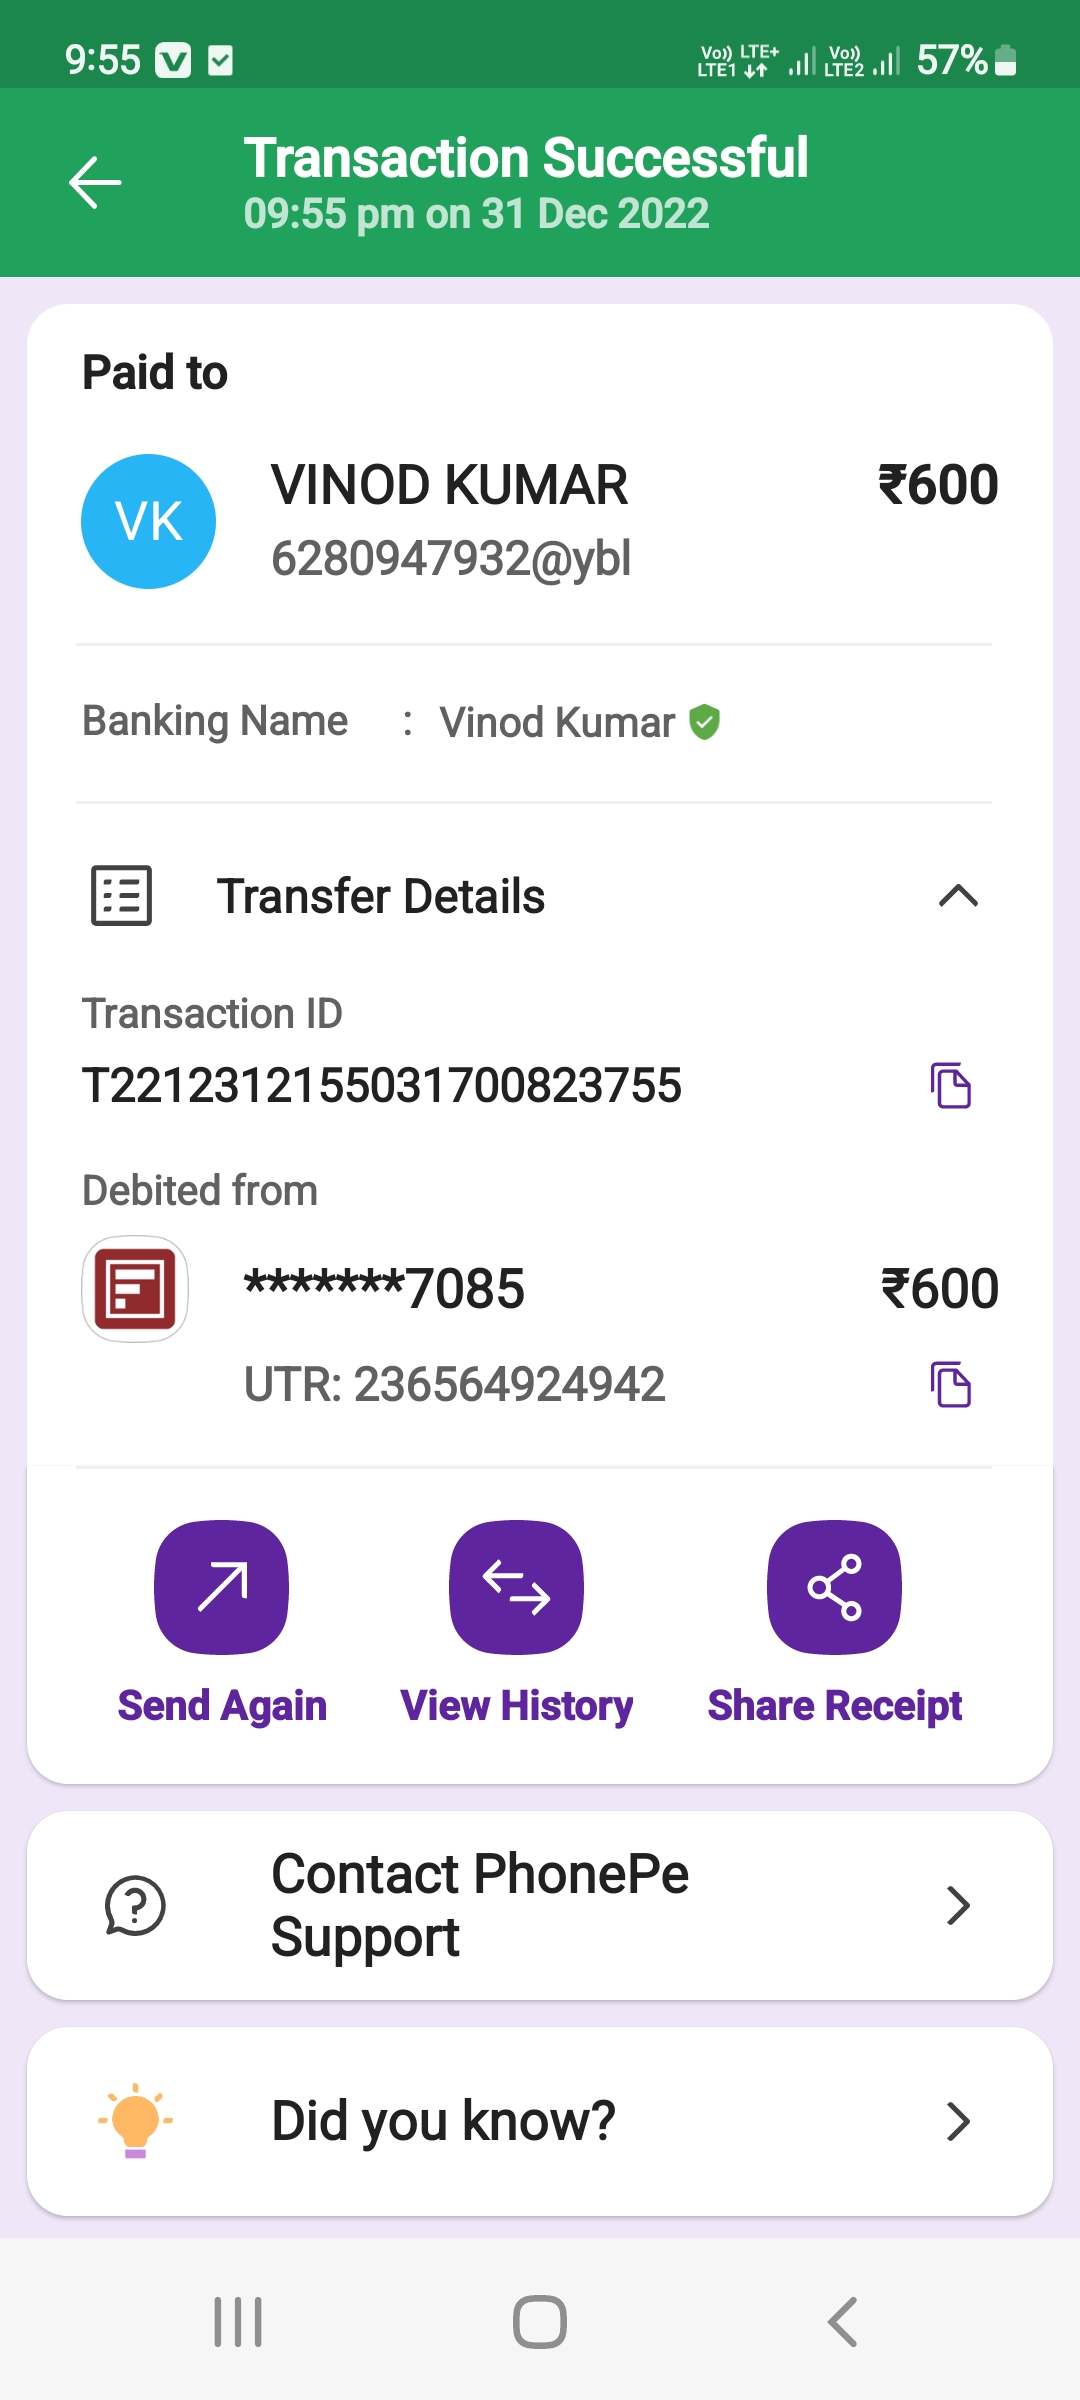 9:55
Vo)) LTE+ Vo)) 57%
LTE1 LTE2
Transaction Successful
09:55 pm on 31 Dec 2022
Paid to
VK
VINOD KUMAR ₹600
6280947932@ybl
Banking Name : Vinod Kumar
Transfer Details
Transaction ID
T2212312155031700823755
Debited from
*******7085 ₹600
UTR: 236564924942
Send Again View History Share Receipt
Contact PhonePe
Support
Did you know?